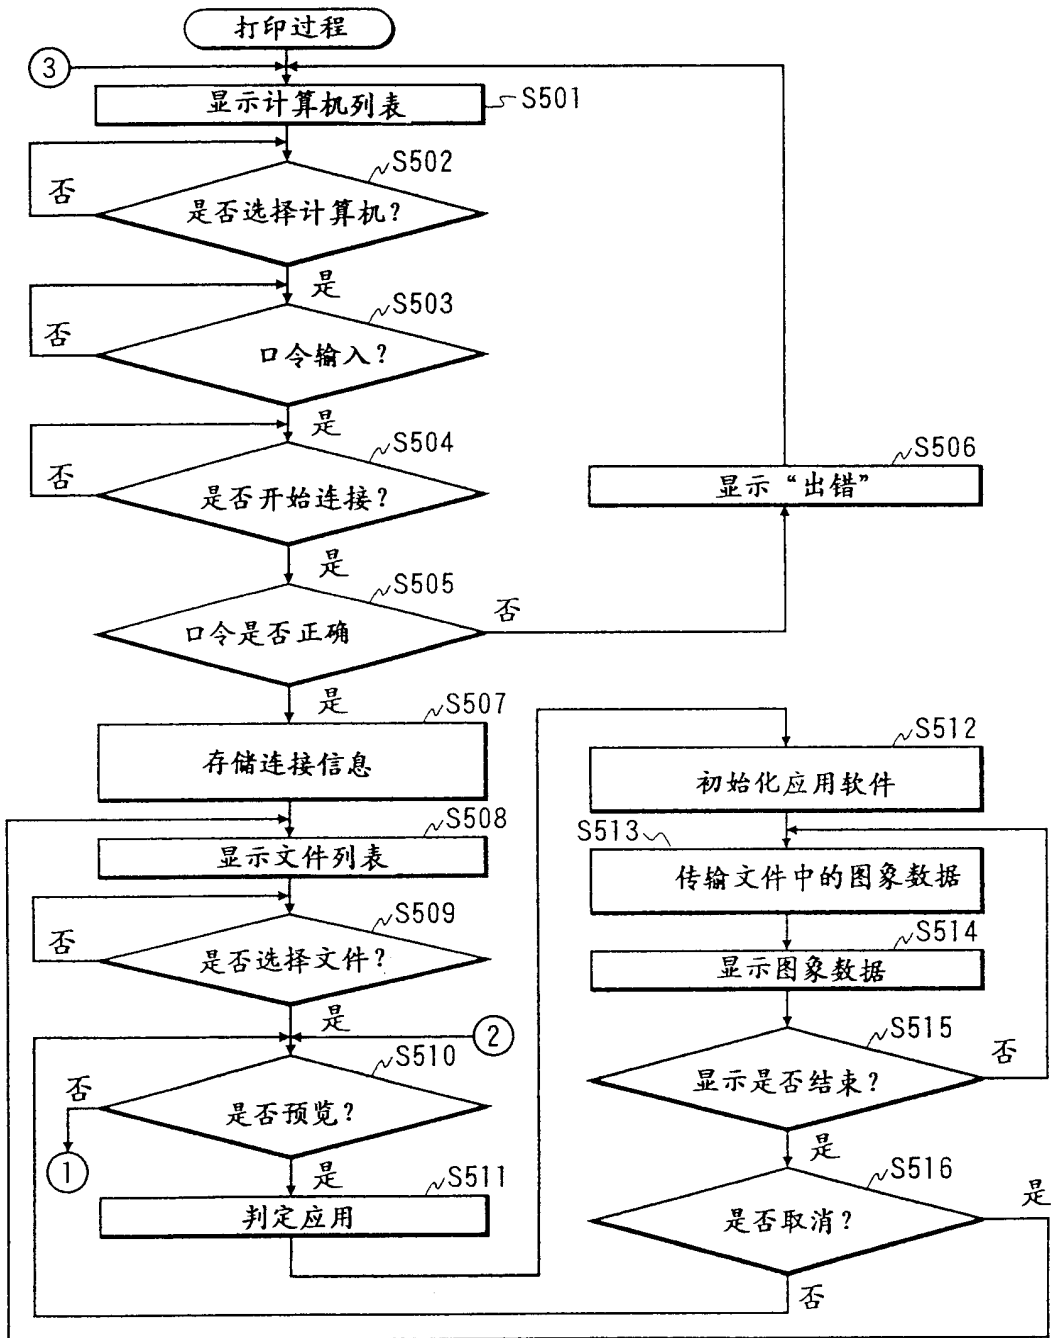 打印过程
③
显示计算机列表
S501
S502
否
是否选择计算机？
是
S503
否
口令输入？
是
S504
否
是否开始连接？
S506
显示“出错”
是
S505
否
口令是否正确
是
S507
存储连接信息
S512
初始化应用软件
S508
显示文件列表
S513
传输文件中的图象数据
S509
否
是否选择文件？
S514
显示图象数据
是
②
S510
否
是否预览？
①
S515
否
显示是否结束？
是
是
S511
判定应用
S516
是
是否取消？
否